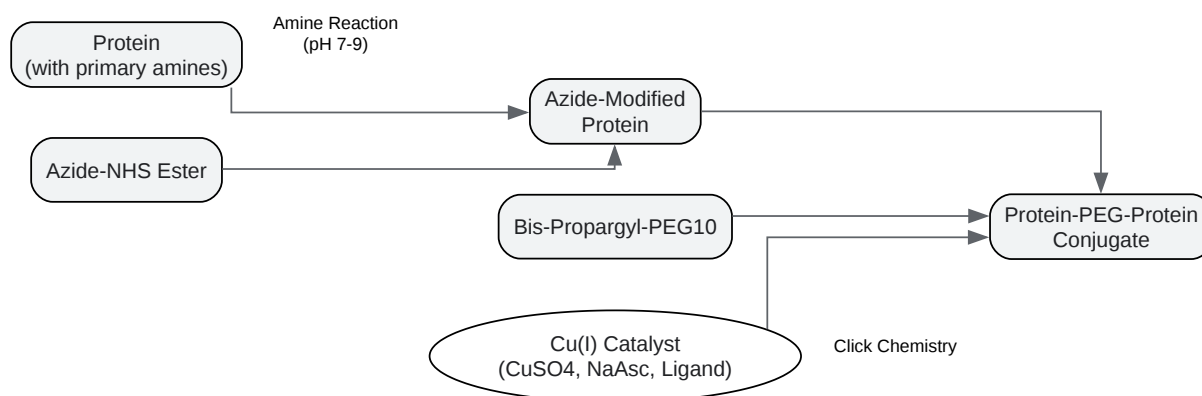 Amine Reaction
(pH 7-9)
Protein
(with primary amines)
Azide-Modified
Protein
Azide-NHS Ester
Bis-Propargyl-PEG10
Protein-PEG-Protein
Conjugate
Cu(I) Catalyst
(CuSO4, NaAsc, Ligand)
Click Chemistry